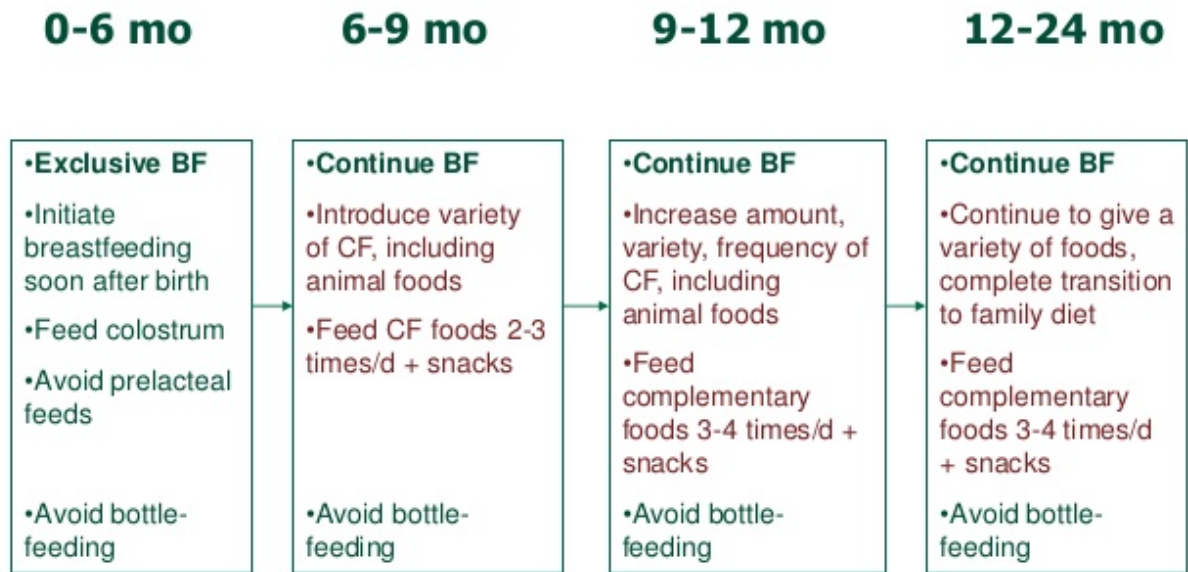 0-6 mo
6-9 mo
9-12 mo
12-24 mo
•Exclusive BF
•Initiate
breastfeeding
soon after birth
•Feed colostrum
•Avoid prelacteal
feeds
•Avoid bottle-
feeding
•Continue BF
•Introduce variety
of CF, including
animal foods
•Feed CF foods 2-3
times/d + snacks
•Avoid bottle-
feeding
•Continue BF
•Increase amount,
variety, frequency of
CF, including
animal foods
•Feed
complementary
foods 3-4 times/d +
snacks
•Avoid bottle-
feeding
•Continue BF
•Continue to give a
variety of foods,
complete transition
to family diet
•Feed
complementary
foods 3-4 times/d
+ snacks
•Avoid bottle-
feeding